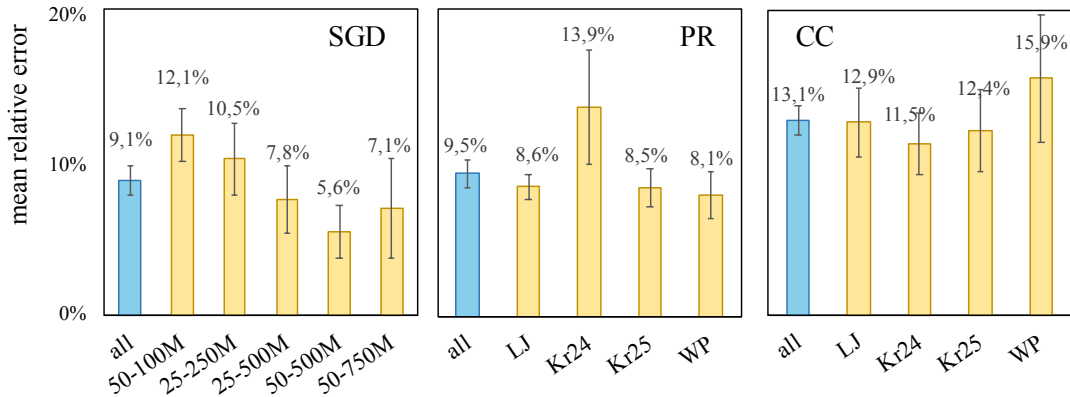 mean relative error
20%
10%
0%
SGD
9,1%
12,1%
10,5%
7,8%
5,6%
7,1%
all
50-100M
25-250M
25-500M
50-500M
50-750M
PR
9,5%
8,6%
13,9%
8,5%
8,1%
all
LJ
Kr24
Kr25
WP
CC
13,1%
12,9%
11,5%
12,4%
15,9%
all
LJ
Kr24
Kr25
WP